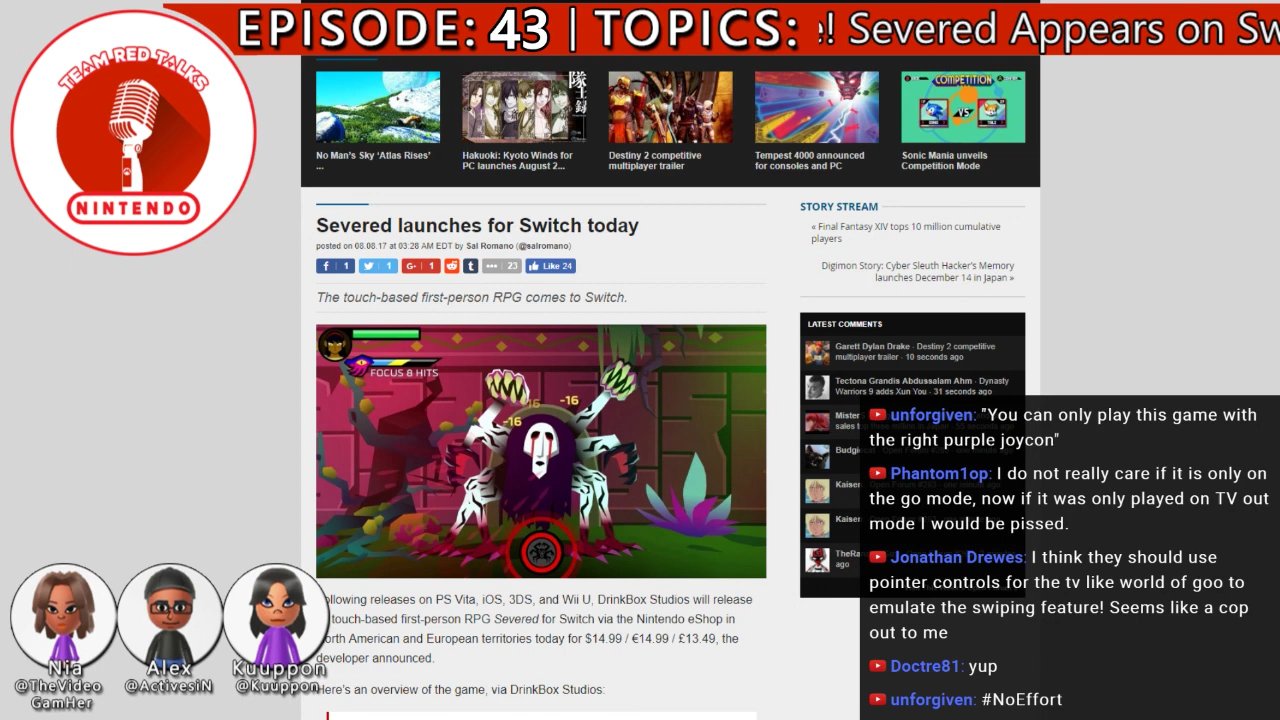 EPISODE: 43 | TOPICS: e! Severed Appears on Sw
TEAM RED TALKS
NINTENDO
No Man's Sky 'Atlas Rises'
...
Hakuoki: Kyoto Winds for
PC launches August 2...
Destiny 2 competitive
multiplayer trailer
Tempest 4000 announced
for consoles and PC
COMPETITION
VS
Sonic Mania unveils
Competition Mode
Severed launches for Switch today
posted on 08.08.17 at 03:28 AM EDT by Sal Romano (@salromano)
f 1
1
G+ 1
t
••• 23
Like 24
The touch-based first-person RPG comes to Switch.
FOCUS 8 HITS
-16
16
-16
ollowing releases on PS Vita, iOS, 3DS, and Wii U, DrinkBox Studios will release
touch-based first-person RPG Severed for Switch via the Nintendo eShop in
orth American and European territories today for $14.99 / €14.99 / £13.49, the
developer announced.
Here's an overview of the game, via DrinkBox Studios:
STORY STREAM
« Final Fantasy XIV tops 10 million cumulative
players
Digimon Story: Cyber Sleuth Hacker's Memory
launches December 14 in Japan »
LATEST COMMENTS
Garett Dylan Drake · Destiny 2 competitive
multiplayer trailer · 10 seconds ago
Tectona Grandis Abdussalam Ahm · Dynasty
Warriors 9 adds Xun You · 31 seconds ago
Mister
sales
Budgie
Kaiser
Kaiser
TheRa
ago
unforgiven: "You can only play this game with
the right purple joycon"
Phantom1op: I do not really care if it is only on
the go mode, now if it was only played on TV out
mode I would be pissed.
Jonathan Drewes: I think they should use
pointer controls for the tv like world of goo to
emulate the swiping feature! Seems like a cop
out to me
Doctre81: yup
unforgiven: #NoEffort
Nia
@TheVideo
GamHer
Alex
@ActivesiN
Kuuppon
@Kuuppon